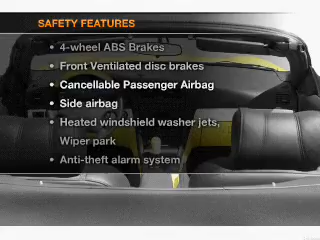 SAFETY FEATURES
• 4-wheel ABS Brakes
• Front Ventilated disc brakes
• Cancellable Passenger Airbag
• Side airbag
• Heated windshield washer jets,
Wiper park
• Anti-theft alarm system